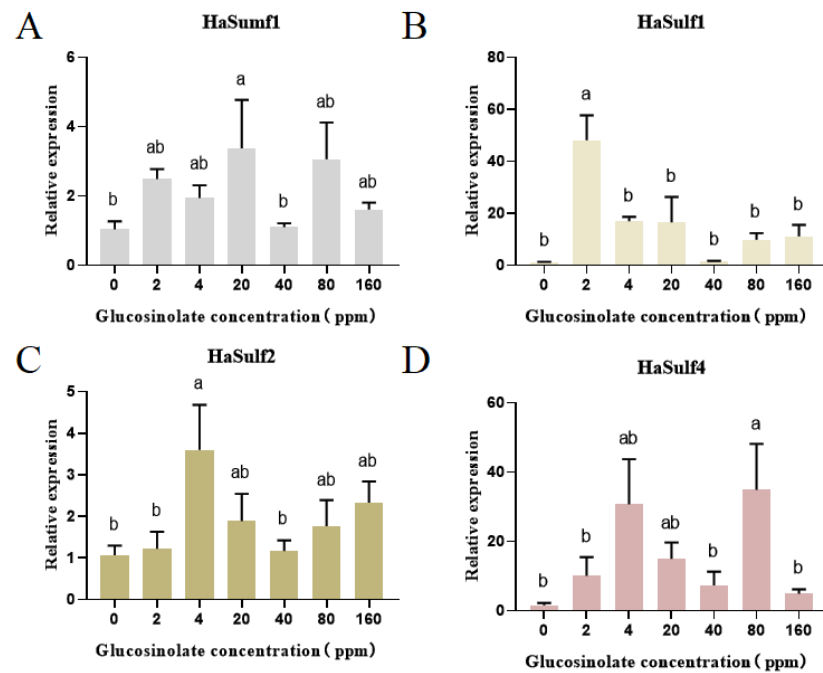 A
HaSumf1
Relative expression
6
4
2
0
b
ab
ab
a
b
ab
ab
0 2 4 20 40 80 160
Glucosinolate concentration ( ppm)
B
HaSulf1
Relative expression
80
60
40
20
0
b
a
b
b
b
b
b
0 2 4 20 40 80 160
Glucosinolate concentration ( ppm)
C
HaSulf2
Relative expression
5
4
3
2
1
0
b
b
a
ab
b
ab
ab
0 2 4 20 40 80 160
Glucosinolate concentration ( ppm)
D
HaSulf4
Relative expression
60
40
20
0
b
b
ab
ab
b
a
b
0 2 4 20 40 80 160
Glucosinolate concentration ( ppm)